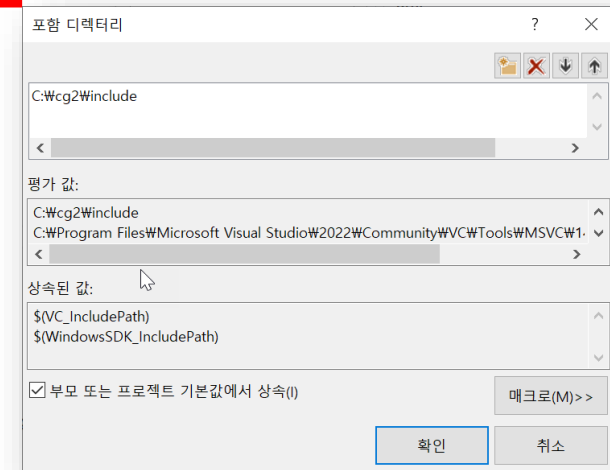 포함 디렉터리
?
C:₩cg2₩include
평가 값:
C:₩cg2₩include
C:₩Program Files₩Microsoft Visual Studio₩2022₩Community₩VC₩Tools₩MSVC₩1
상속된 값:
$(VC_IncludePath)
$(WindowsSDK_IncludePath)
부모 또는 프로젝트 기본값에서 상속(I)
매크로(M)>>
확인
취소